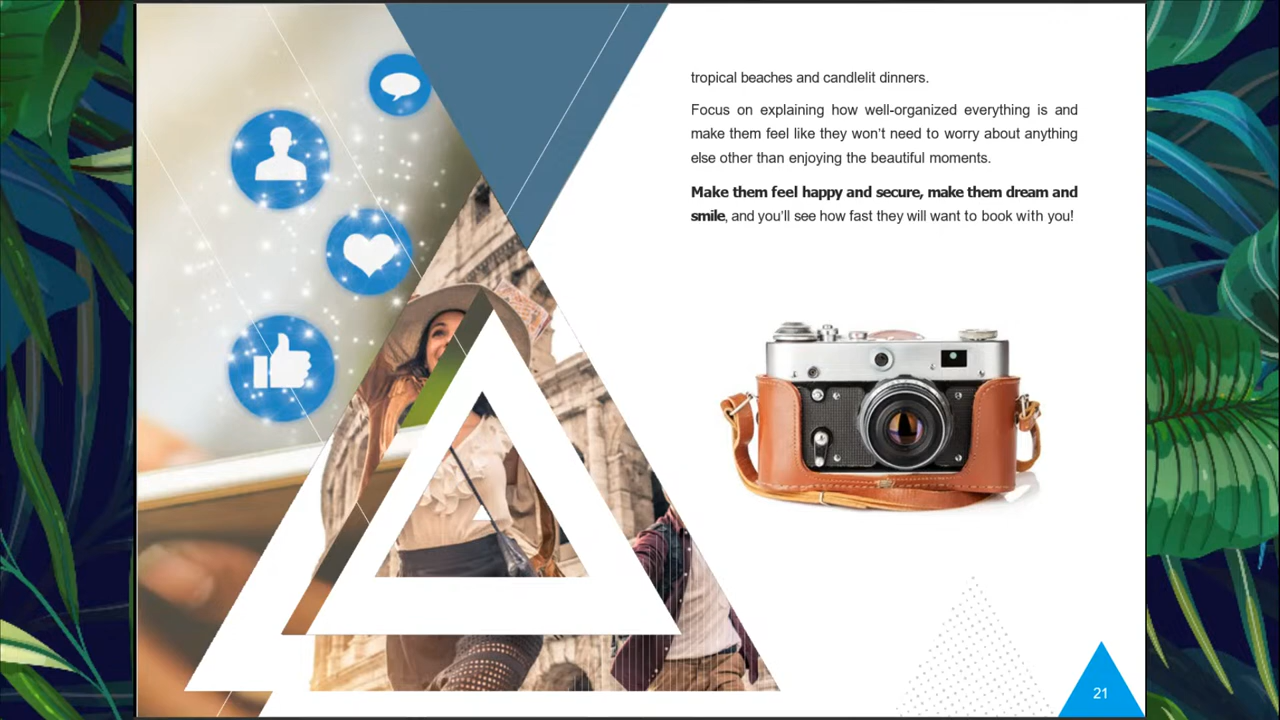 tropical beaches and candlelit dinners.
Focus on explaining how well-organized everything is and
make them feel like they won't need to worry about anything
else other than enjoying the beautiful moments.
Make them feel happy and secure, make them dream and
smile, and you'll see how fast they will want to book with you!
21